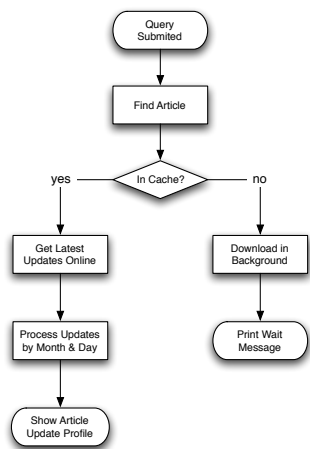 Query
Submited
Find Article
In Cache?
yes
no
Get Latest
Updates Online
Download in
Background
Process Updates
by Month & Day
Print Wait
Message
Show Article
Update Profile